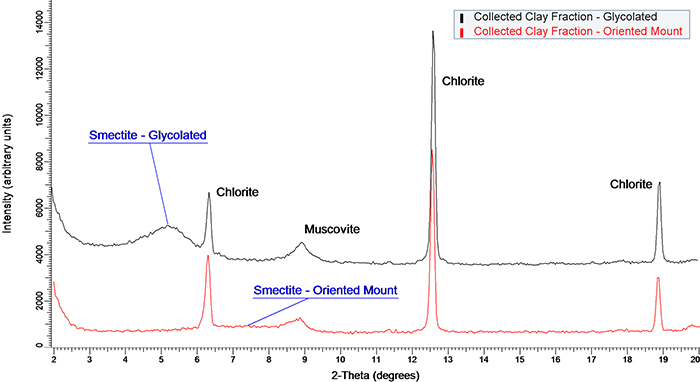 Collected Clay Fraction - Glycolated
Collected Clay Fraction - Oriented Mount
Intensity (arbitrary units)
14000
12000
10000
8000
6000
4000
2000
0
Smectite - Glycolated
Chlorite
Muscovite
Chlorite
Chlorite
Smectite - Oriented Mount
2 3 4 5 6 7 8 9 10 11 12 13 14 15 16 17 18 19 20
2-Theta (degrees)